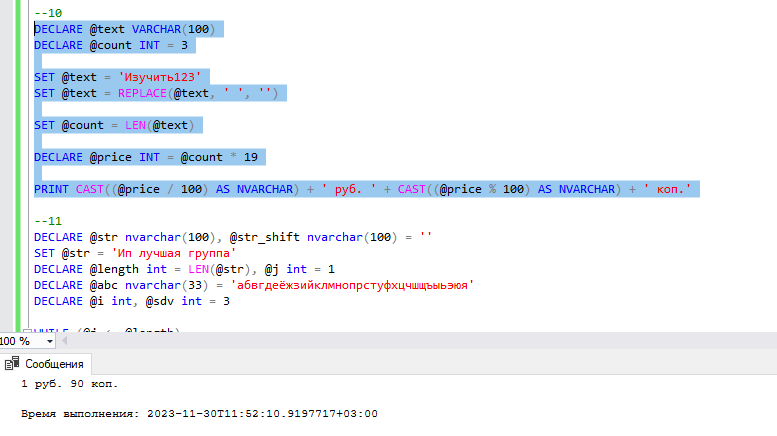 --10
DECLARE @text VARCHAR(100)
DECLARE @count INT = 3
SET @text = 'Изучить123'
SET @text = REPLACE(@text, ' ', '')
SET @count = LEN(@text)
DECLARE @price INT = @count * 19
PRINT CAST((@price / 100) AS NVARCHAR) + ' руб. ' + CAST((@price % 100) AS NVARCHAR) + ' коп.'
--11
DECLARE @str nvarchar(100), @str_shift nvarchar(100) = ''
SET @str = 'Ип лучшая группа'
DECLARE @length int = LEN(@str), @j int = 1
DECLARE @abc nvarchar(33) = 'абвгдеёжзийклмнопрстуфхцчшщъыьэюя'
DECLARE @i int, @sdv int = 3
100 %
Сообщения
1 руб. 90 коп.
Время выполнения: 2023-11-30T11:52:10.9197717+03:00